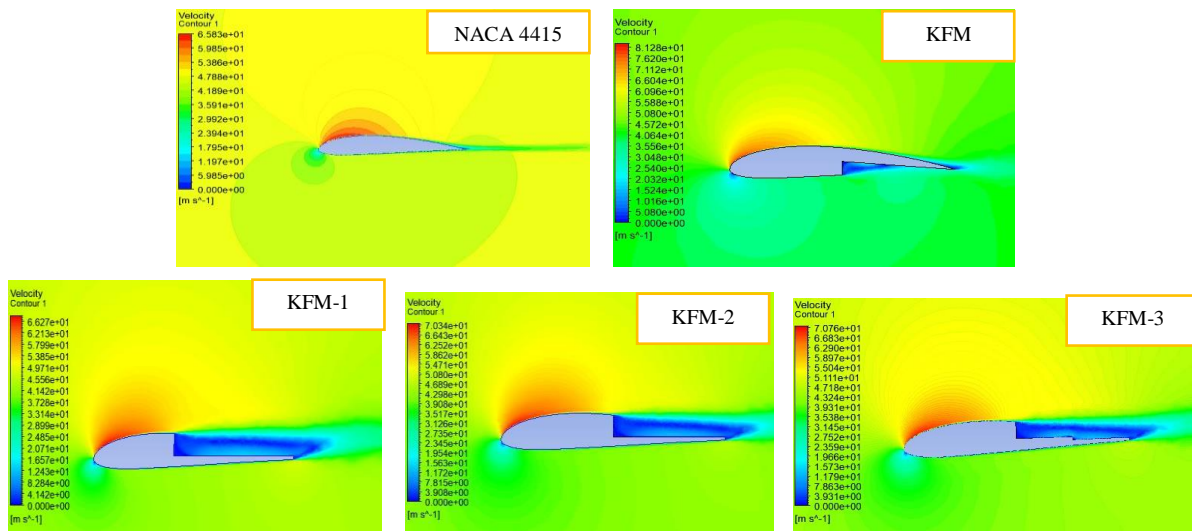 Velocity
Contour 1
6.583e+01
5.985e+01
5.386e+01
4.788e+01
4.189e+01
3.591e+01
2.992e+01
2.394e+01
1.795e+01
1.197e+01
5.985e+00
0.000e+00
[m s^-1]
NACA 4415
Velocity
Contour 1
8.128e+01
7.620e+01
7.112e+01
6.604e+01
6.096e+01
5.588e+01
5.080e+01
4.572e+01
4.064e+01
3.556e+01
3.048e+01
2.540e+01
2.032e+01
1.524e+01
1.016e+01
5.080e+00
0.000e+00
[m s^-1]
KFM
Velocity
Contour 1
6.627e+01
6.213e+01
5.799e+01
5.385e+01
4.971e+01
4.556e+01
4.142e+01
3.728e+01
3.314e+01
2.899e+01
2.485e+01
2.071e+01
1.657e+01
1.243e+01
8.284e+00
4.142e+00
0.000e+00
[m s^-1]
KFM-1
Velocity
Contour 1
7.034e+01
6.643e+01
6.252e+01
5.862e+01
5.471e+01
5.080e+01
4.689e+01
4.298e+01
3.908e+01
3.517e+01
3.126e+01
2.735e+01
2.345e+01
1.954e+01
1.563e+01
1.172e+01
7.815e+00
3.908e+00
0.000e+00
[m s^-1]
KFM-2
Velocity
Contour 1
7.076e+01
6.683e+01
6.290e+01
5.897e+01
5.504e+01
5.111e+01
4.718e+01
4.324e+01
3.931e+01
3.538e+01
3.145e+01
2.752e+01
2.359e+01
1.966e+01
1.573e+01
1.179e+01
7.863e+00
3.931e+00
0.000e+00
[m s^-1]
KFM-3